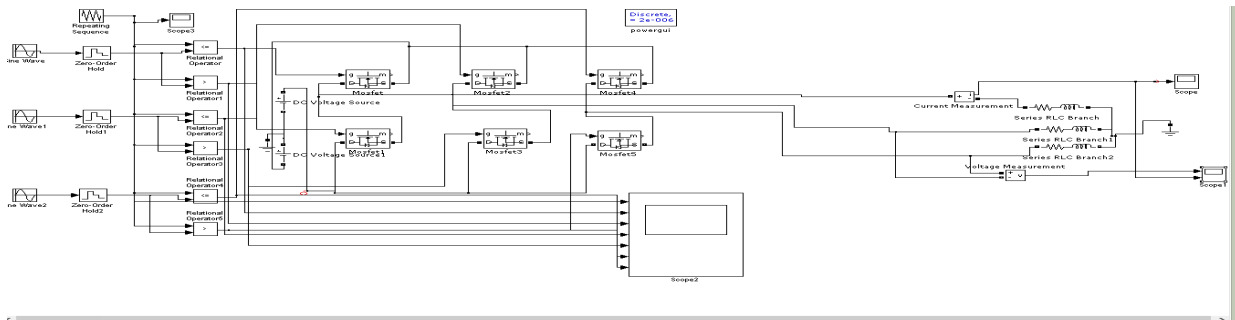 Discrete,
= 2e-006
powergui
Repeating
Sequence
Scope3
ine Wave
Zero-Order
Hold
<=
Relational
Operator
>
Relational
Operator1
g m
D S
Mosfet
g m
D S
Mosfet2
g m
D S
Mosfet4
DC Voltage Source
ne Wave1
Zero-Order
Hold1
<=
Relational
Operator2
>
Relational
Operator3
g m
D S
Mosfet1
g m
D S
Mosfet3
g m
D S
Mosfet5
DC Voltage Source1
Current Measurement
Scope
Series RLC Branch
Series RLC Branch1
Series RLC Branch2
Voltage Measurement
+ v
-
Scope1
ne Wave2
Zero-Order
Hold2
Relational
Operator4
<=
Relational
Operator5
>
Scope2